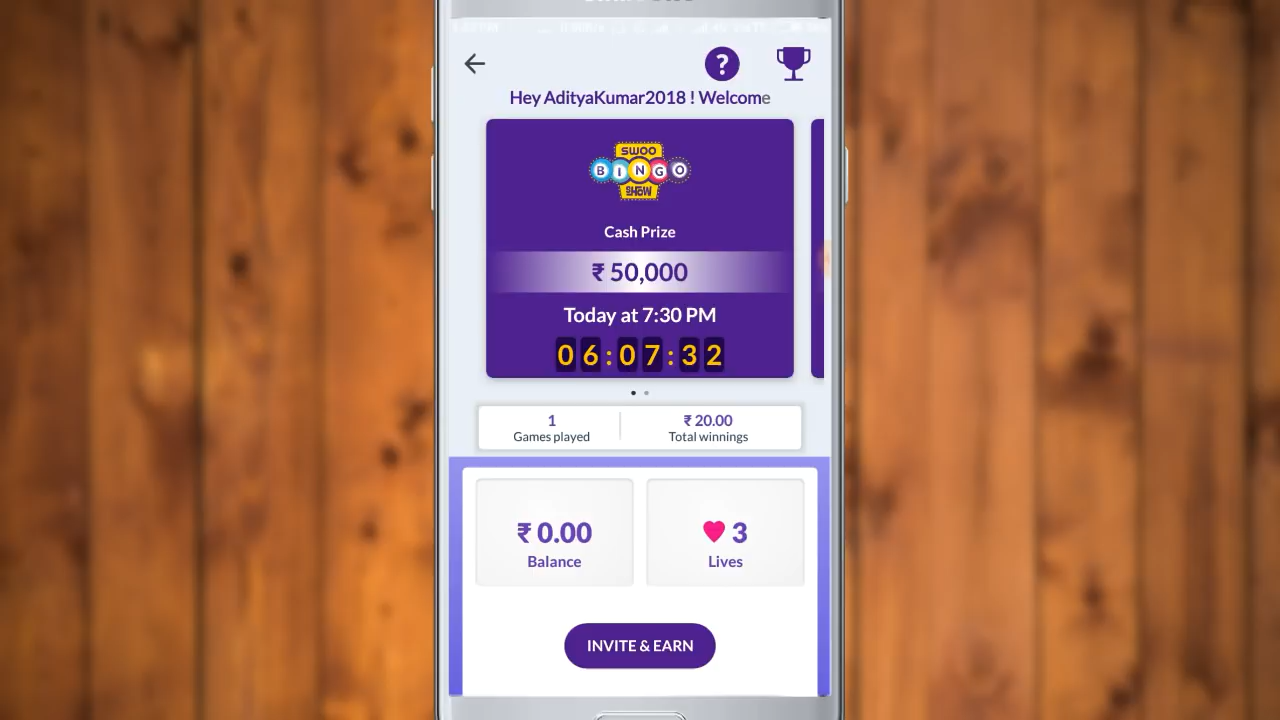 ?
Hey AdityaKumar2018 ! Welcome
SWOO
BINGO
SHOW
Cash Prize
₹ 50,000
Today at 7:30 PM
06:07:32
1
Games played
₹ 20.00
Total winnings
₹ 0.00
Balance
3
Lives
INVITE & EARN